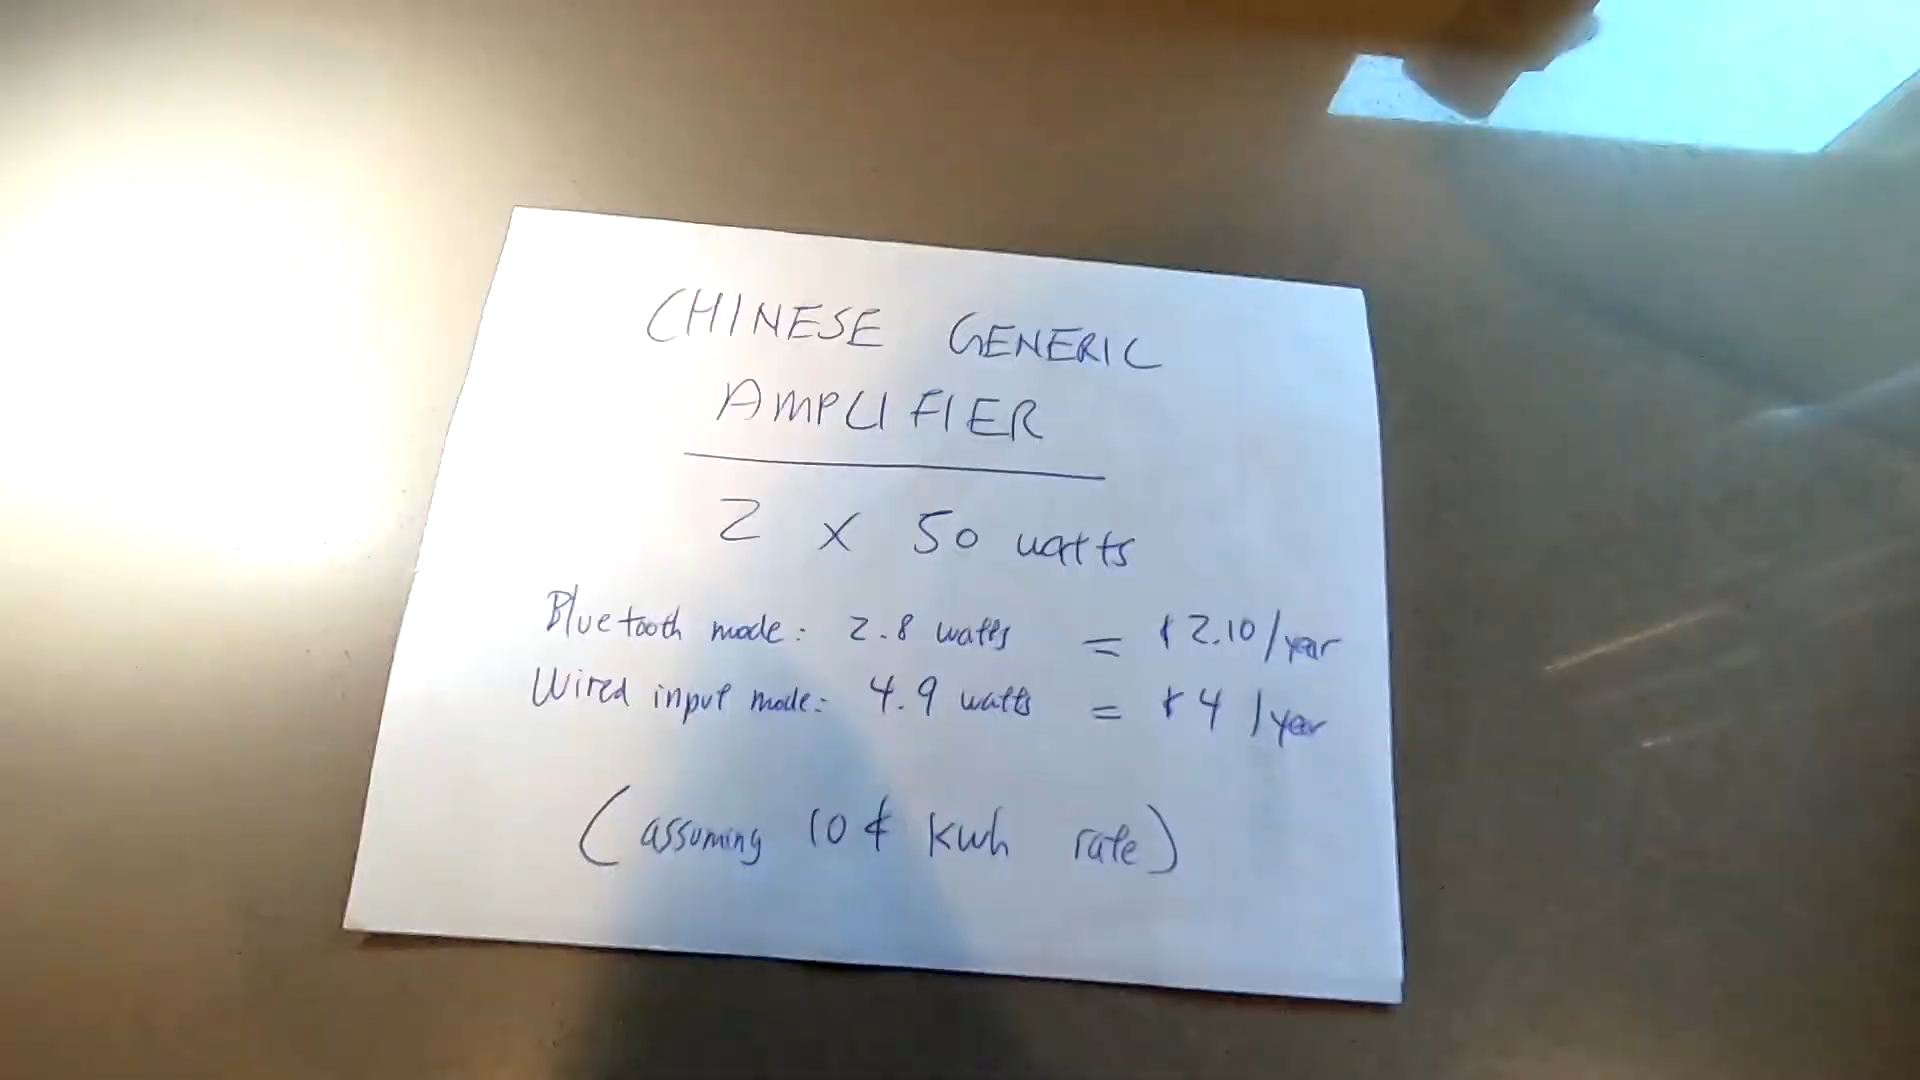 CHINESE GENERIC
AMPLIFIER
2 x 50 watts
Bluetooth mode: 2.8 watts = $2.10/year
Wired input mode: 4.9 watts = $4/year
(assuming 10¢ kwh rate)